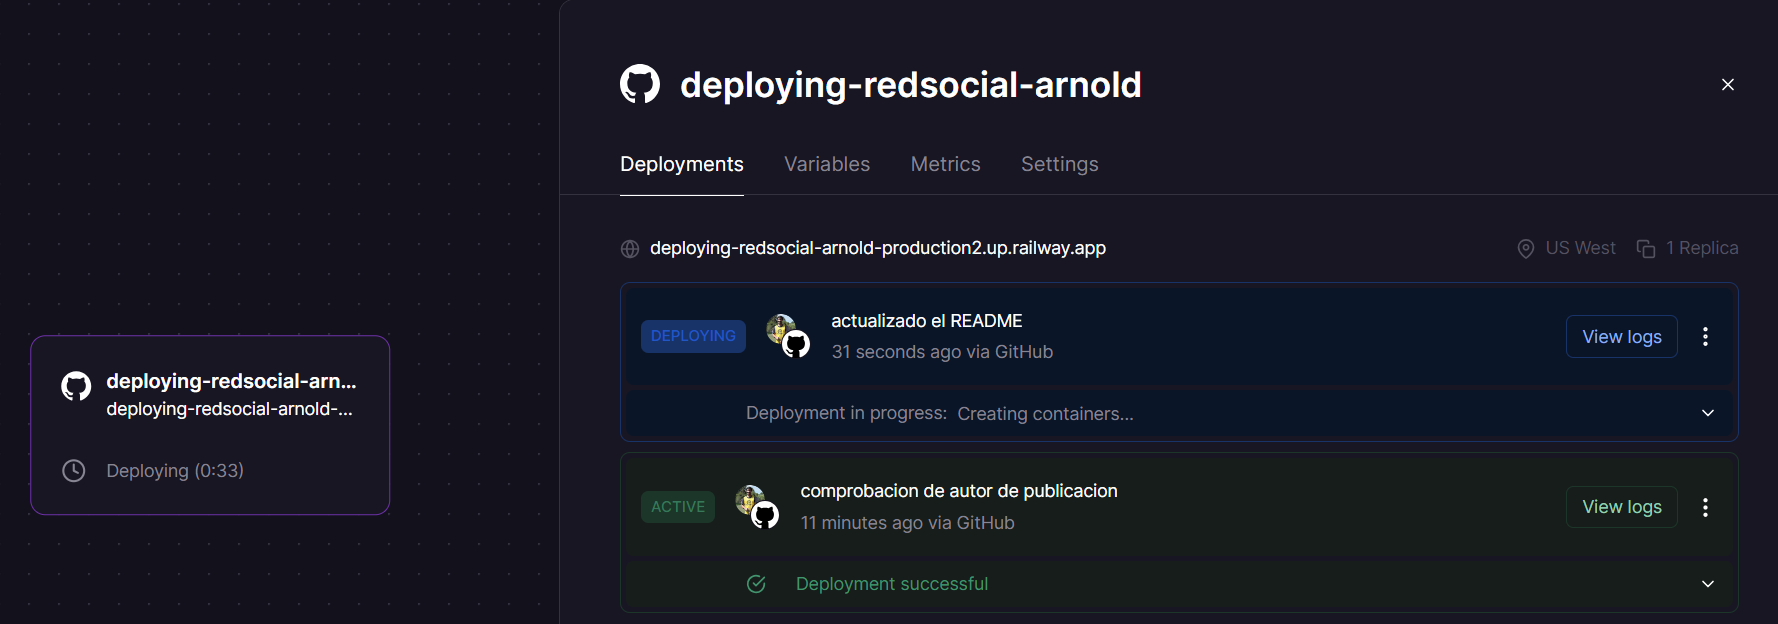 deploying-redsocial-arn...
deploying-redsocial-arnold-...
Deploying (0:33)
deploying-redsocial-arnold
Deployments Variables Metrics Settings
deploying-redsocial-arnold-production2.up.railway.app US West 1 Replica
DEPLOYING actualizado el README View logs
31 seconds ago via GitHub
Deployment in progress: Creating containers...
ACTIVE comprobacion de autor de publicacion View logs
11 minutes ago via GitHub
Deployment successful